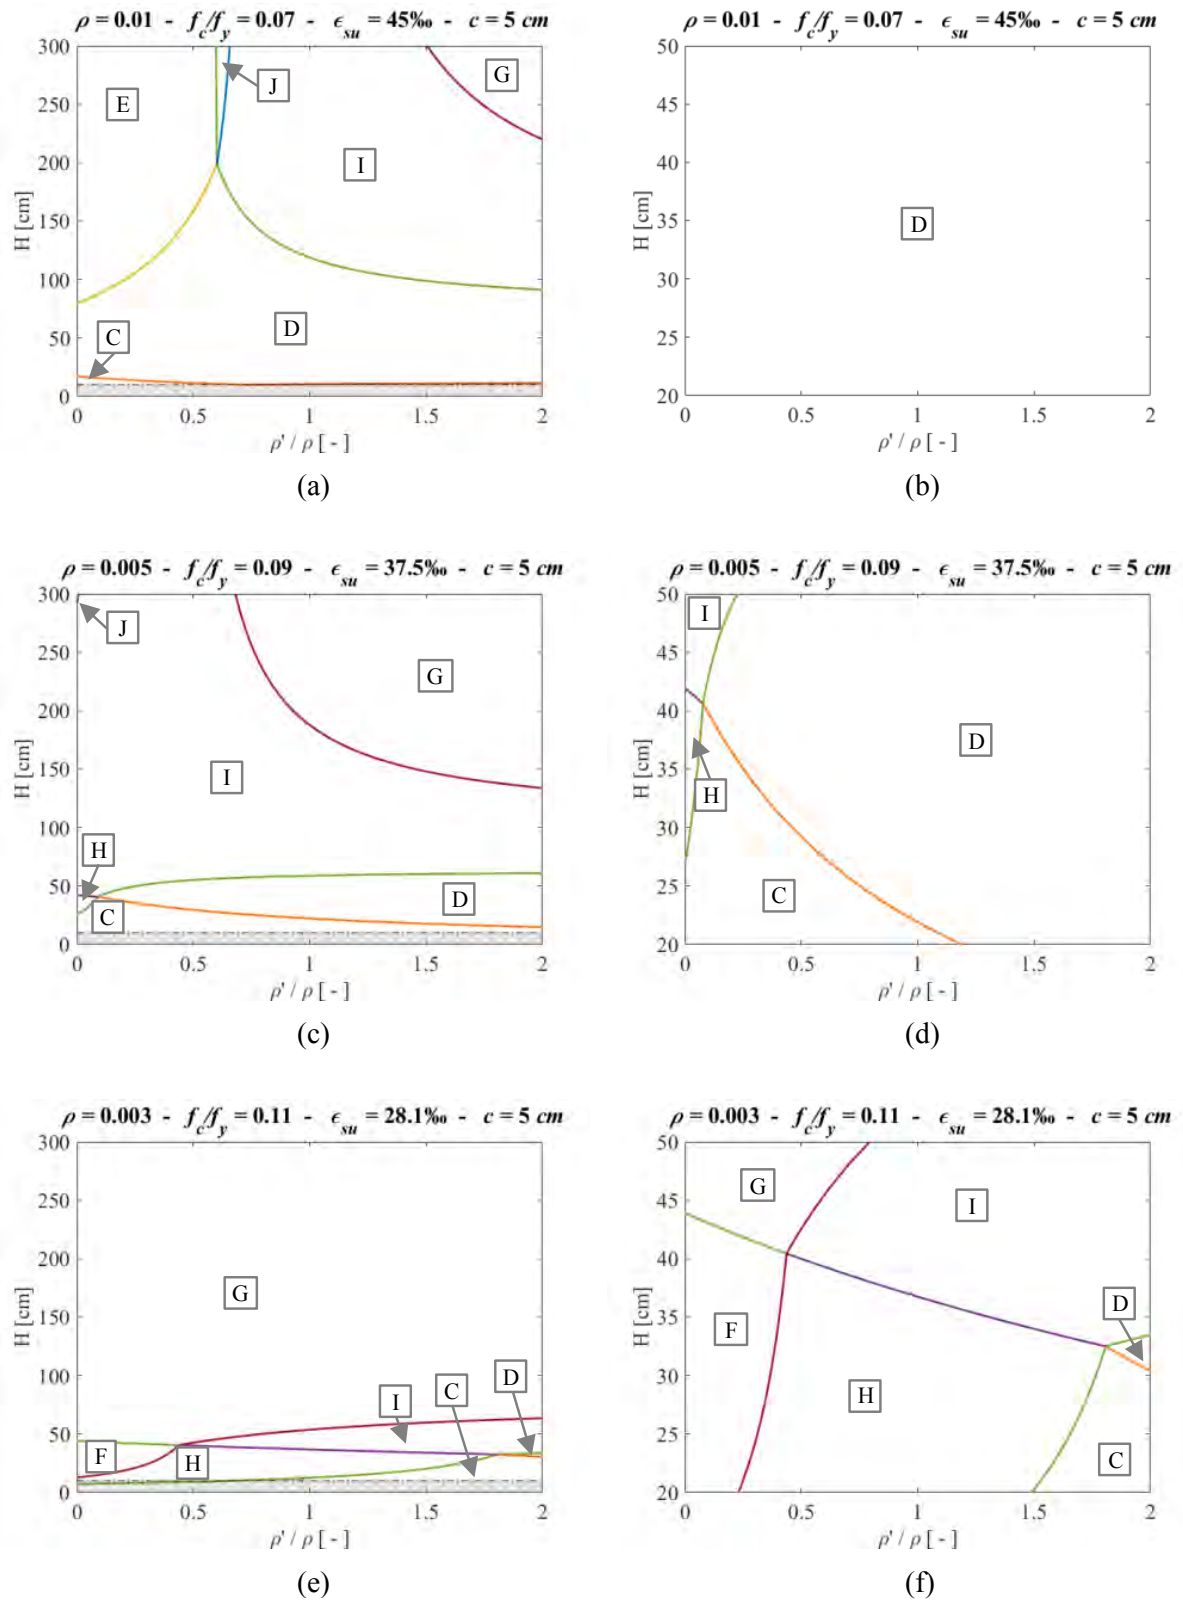 ρ = 0.01 - f_c/f_y = 0.07 - ϵ_su = 45‰ - c = 5 cm
300
250
200
150
100
50
0
H [cm]
E
J
G
I
C
D
0 0.5 1 1.5 2
ρ' / ρ [ - ]
(a)
ρ = 0.01 - f_c/f_y = 0.07 - ϵ_su = 45‰ - c = 5 cm
50
45
40
35
30
25
20
H [cm]
D
0 0.5 1 1.5 2
ρ' / ρ [ - ]
(b)
ρ = 0.005 - f_c/f_y = 0.09 - ϵ_su = 37.5‰ - c = 5 cm
300
250
200
150
100
50
0
H [cm]
J
G
I
H
C
D
0 0.5 1 1.5 2
ρ' / ρ [ - ]
(c)
ρ = 0.005 - f_c/f_y = 0.09 - ϵ_su = 37.5‰ - c = 5 cm
50
45
40
35
30
25
20
H [cm]
I
D
H
C
0 0.5 1 1.5 2
ρ' / ρ [ - ]
(d)
ρ = 0.003 - f_c/f_y = 0.11 - ϵ_su = 28.1‰ - c = 5 cm
300
250
200
150
100
50
0
H [cm]
G
D
C
I
F
H
0 0.5 1 1.5 2
ρ' / ρ [ - ]
(e)
ρ = 0.003 - f_c/f_y = 0.11 - ϵ_su = 28.1‰ - c = 5 cm
50
45
40
35
30
25
20
H [cm]
G
I
D
F
H
C
0 0.5 1 1.5 2
ρ' / ρ [ - ]
(f)